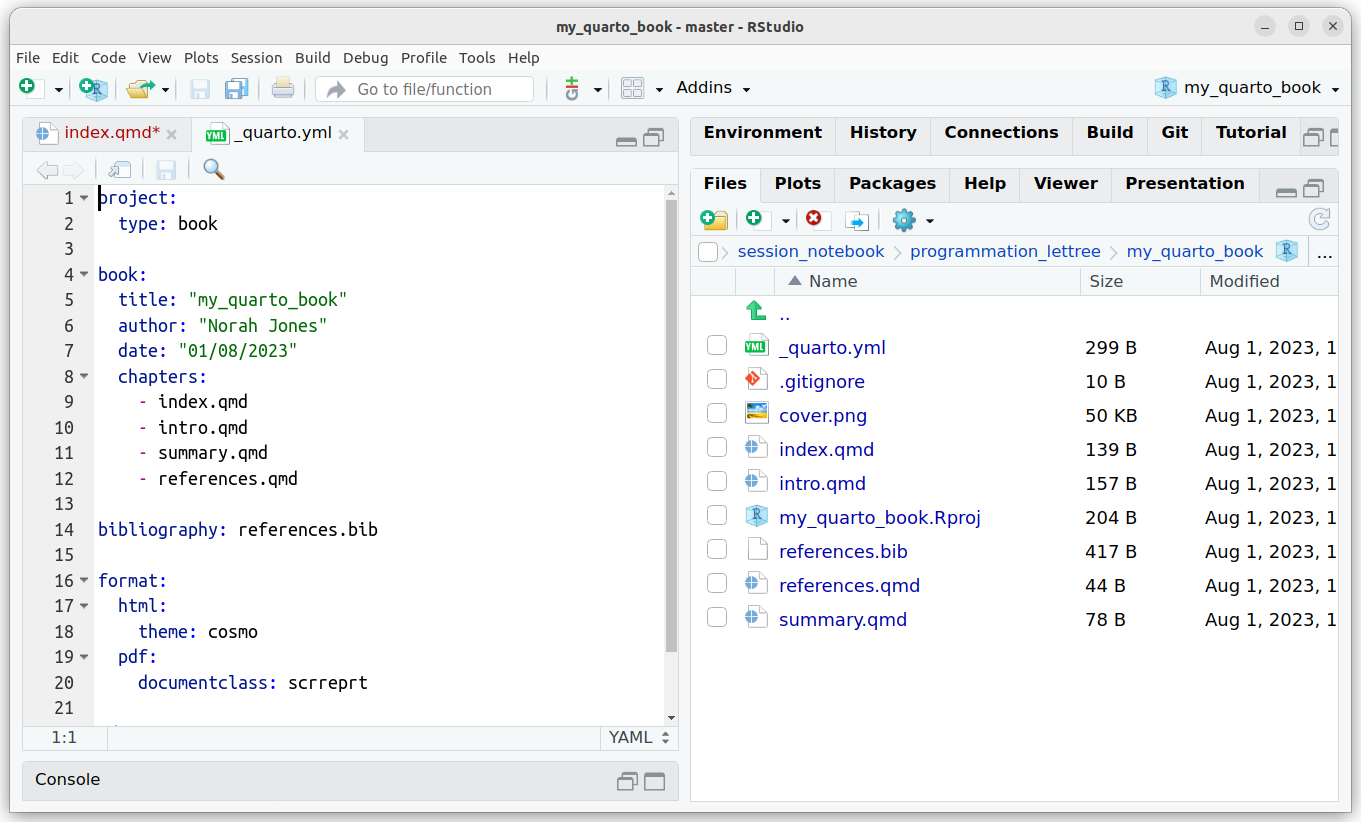 my_quarto_book - master - RStudio
File Edit Code View Plots Session Build Debug Profile Tools Help
Go to file/function Addins my_quarto_book
index.qmd* _quarto.yml
1 project:
2 type: book
3
4 book:
5 title: "my_quarto_book"
6 author: "Norah Jones"
7 date: "01/08/2023"
8 chapters:
9 - index.qmd
10 - intro.qmd
11 - summary.qmd
12 - references.qmd
13
14 bibliography: references.bib
15
16 format:
17 html:
18 theme: cosmo
19 pdf:
20 documentclass: scrreprt
21
1:1 YAML
Console
Environment History Connections Build Git Tutorial
Files Plots Packages Help Viewer Presentation
session_notebook programmation_lettree my_quarto_book R ...
Name Size Modified
..
YML _quarto.yml 299 B Aug 1, 2023, 1
.gitignore 10 B Aug 1, 2023, 1
cover.png 50 KB Aug 1, 2023, 1
index.qmd 139 B Aug 1, 2023, 1
intro.qmd 157 B Aug 1, 2023, 1
R my_quarto_book.Rproj 204 B Aug 1, 2023, 1
references.bib 417 B Aug 1, 2023, 1
references.qmd 44 B Aug 1, 2023, 1
summary.qmd 78 B Aug 1, 2023, 1